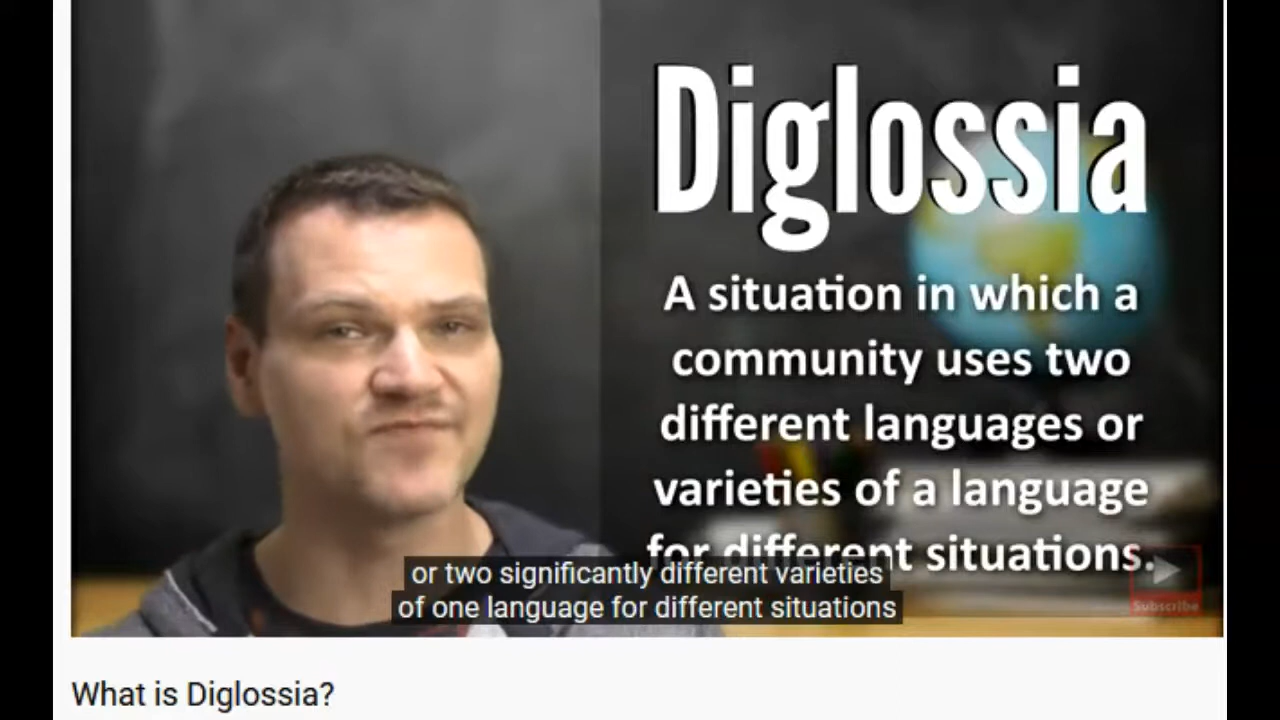 Diglossia
A situation in which a
community uses two
different languages or
varieties of a language
for different situations.
or two significantly different varieties
of one language for different situations
Subscribe
What is Diglossia?